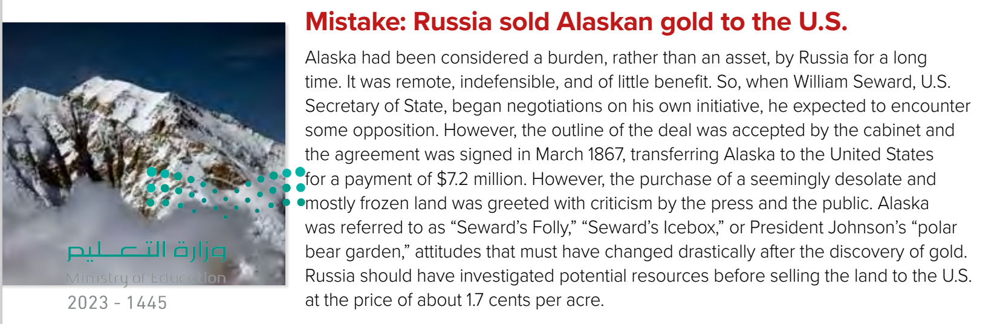 Mistake: Russia sold Alaskan gold to the U.S.
Alaska had been considered a burden, rather than an asset, by Russia for a long
time. It was remote, indefensible, and of little benefit. So, when William Seward, U.S.
Secretary of State, began negotiations on his own initiative, he expected to encounter
some opposition. However, the outline of the deal was accepted by the cabinet and
the agreement was signed in March 1867, transferring Alaska to the United States
for a payment of $7.2 million. However, the purchase of a seemingly desolate and
mostly frozen land was greeted with criticism by the press and the public. Alaska
was referred to as “Seward’s Folly,” “Seward’s Icebox,” or President Johnson’s “polar
bear garden,” attitudes that must have changed drastically after the discovery of gold.
Russia should have investigated potential resources before selling the land to the U.S.
at the price of about 1.7 cents per acre.
وزارة التعليم
Ministry of Education
2023 - 1445